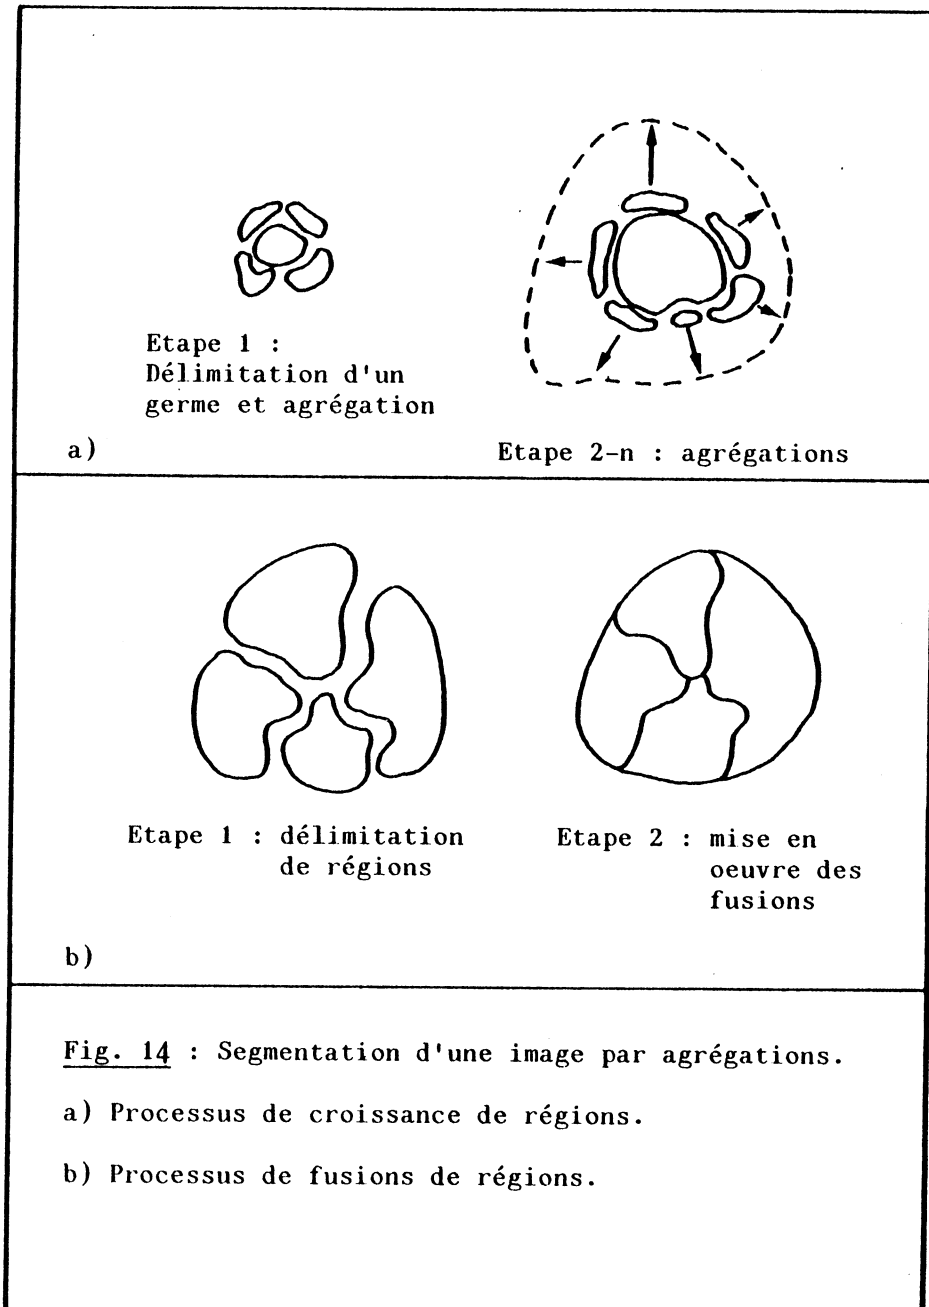 Etape 1 :
Délimitation d'un
germe et agrégation
a)
Etape 2-n : agrégations
Etape 1 : délimitation
de régions
Etape 2 : mise en
oeuvre des
fusions
b)
Fig. 14 : Segmentation d'une image par agrégations.
a) Processus de croissance de régions.
b) Processus de fusions de régions.